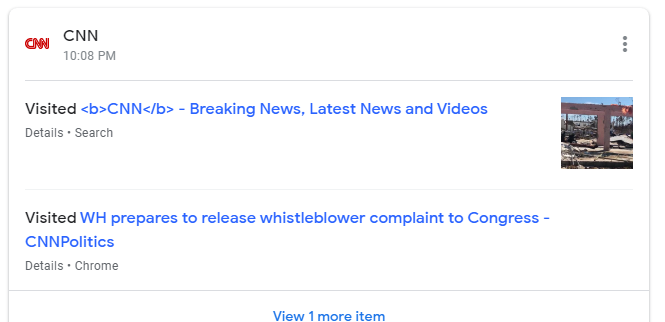 CNN
CNN
10:08 PM
Visited <b>CNN</b> - Breaking News, Latest News and Videos
Details • Search
Visited WH prepares to release whistleblower complaint to Congress -
CNNPolitics
Details • Chrome
View 1 more item